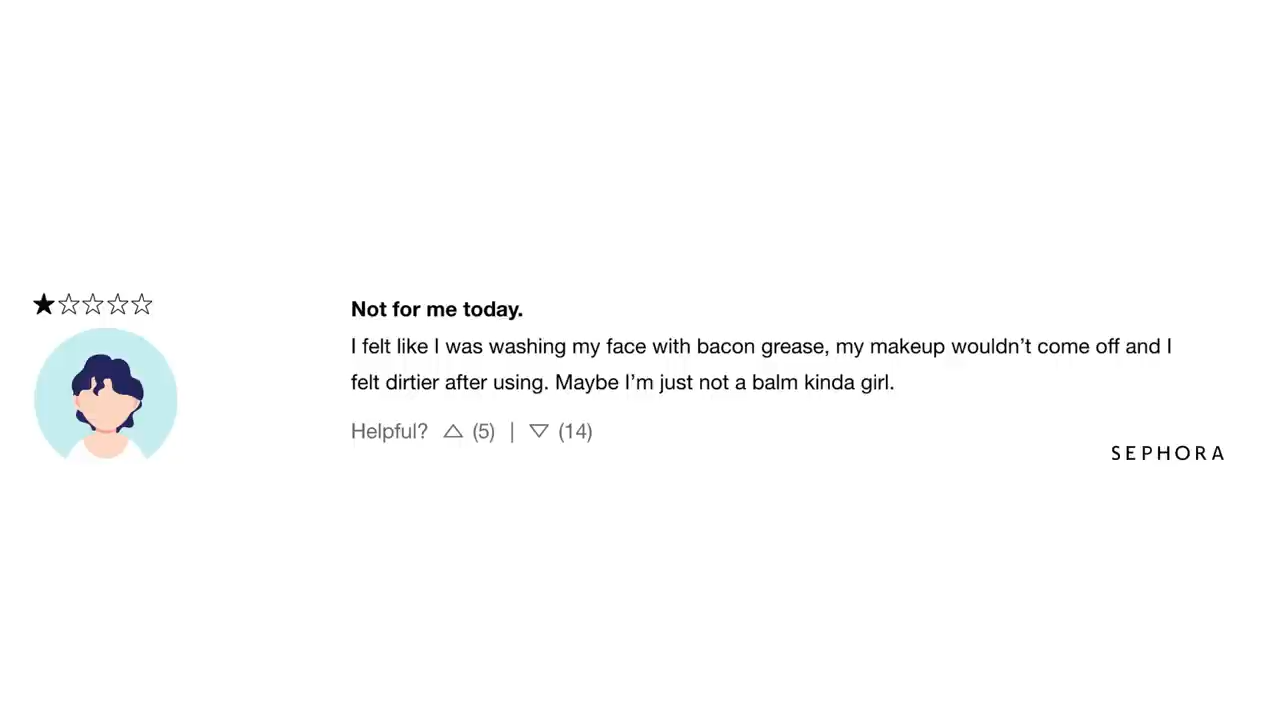 Not for me today.
I felt like I was washing my face with bacon grease, my makeup wouldn’t come off and I
felt dirtier after using. Maybe I’m just not a balm kinda girl.
Helpful? △ (5) | ▽ (14)
SEPHORA